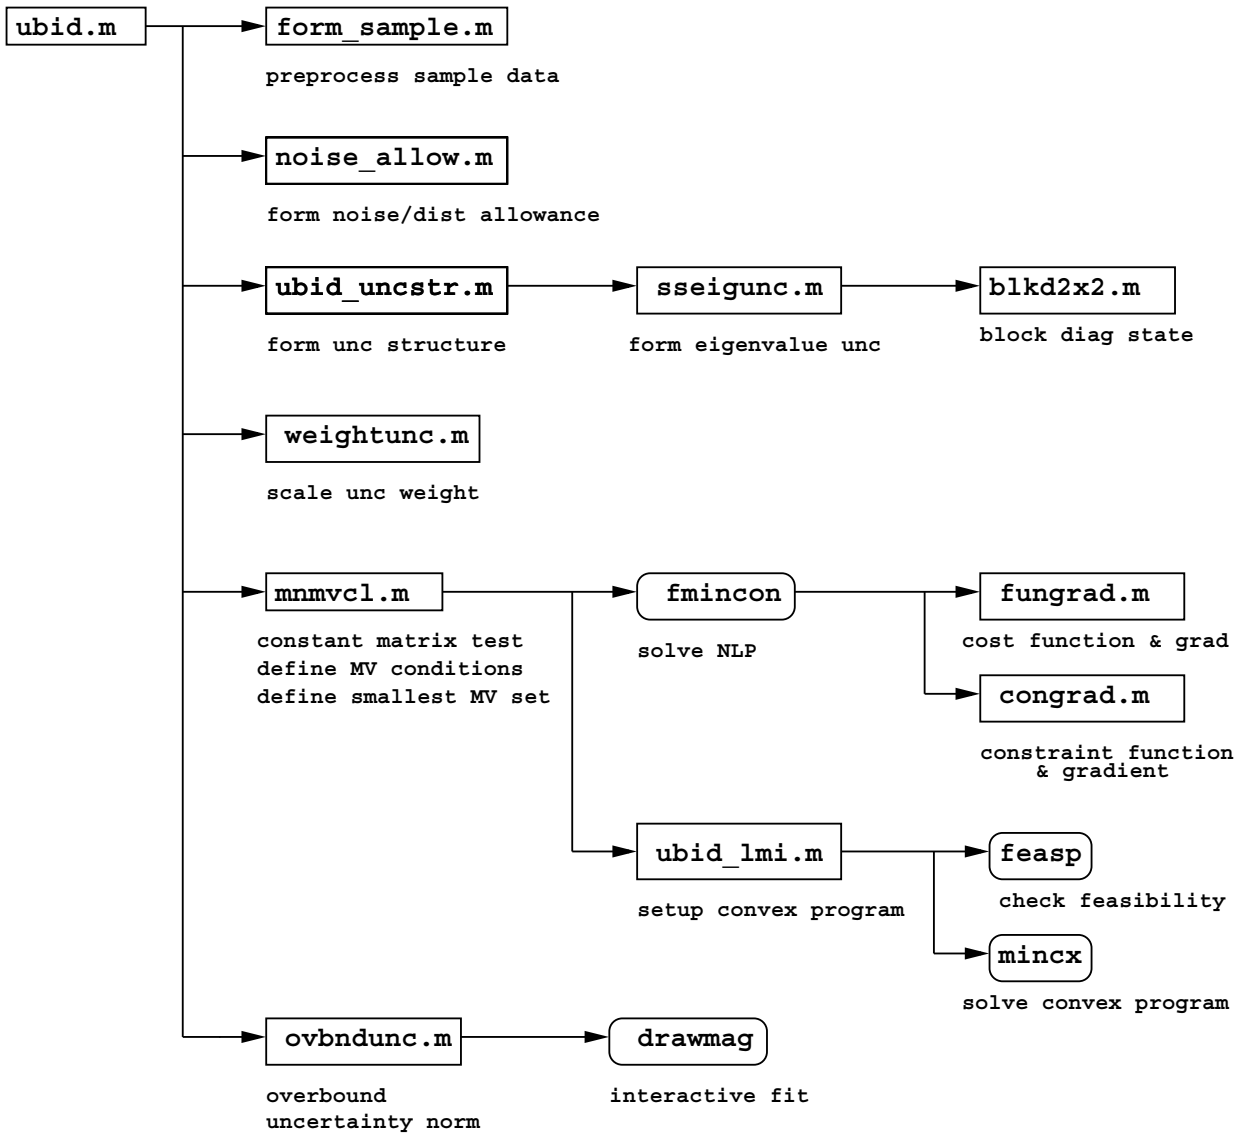 ubid.m
form_sample.m
preprocess sample data
noise_allow.m
form noise/dist allowance
ubid_uncstr.m
sseigunc.m
blkd2x2.m
form unc structure
form eigenvalue unc
block diag state
weightunc.m
scale unc weight
mnmvcl.m
fmincon
fungrad.m
constant matrix test
define MV conditions
define smallest MV set
solve NLP
cost function & grad
congrad.m
constraint function
& gradient
ubid_lmi.m
feasp
setup convex program
check feasibility
mincx
solve convex program
ovbndunc.m
drawmag
overbound
uncertainty norm
interactive fit